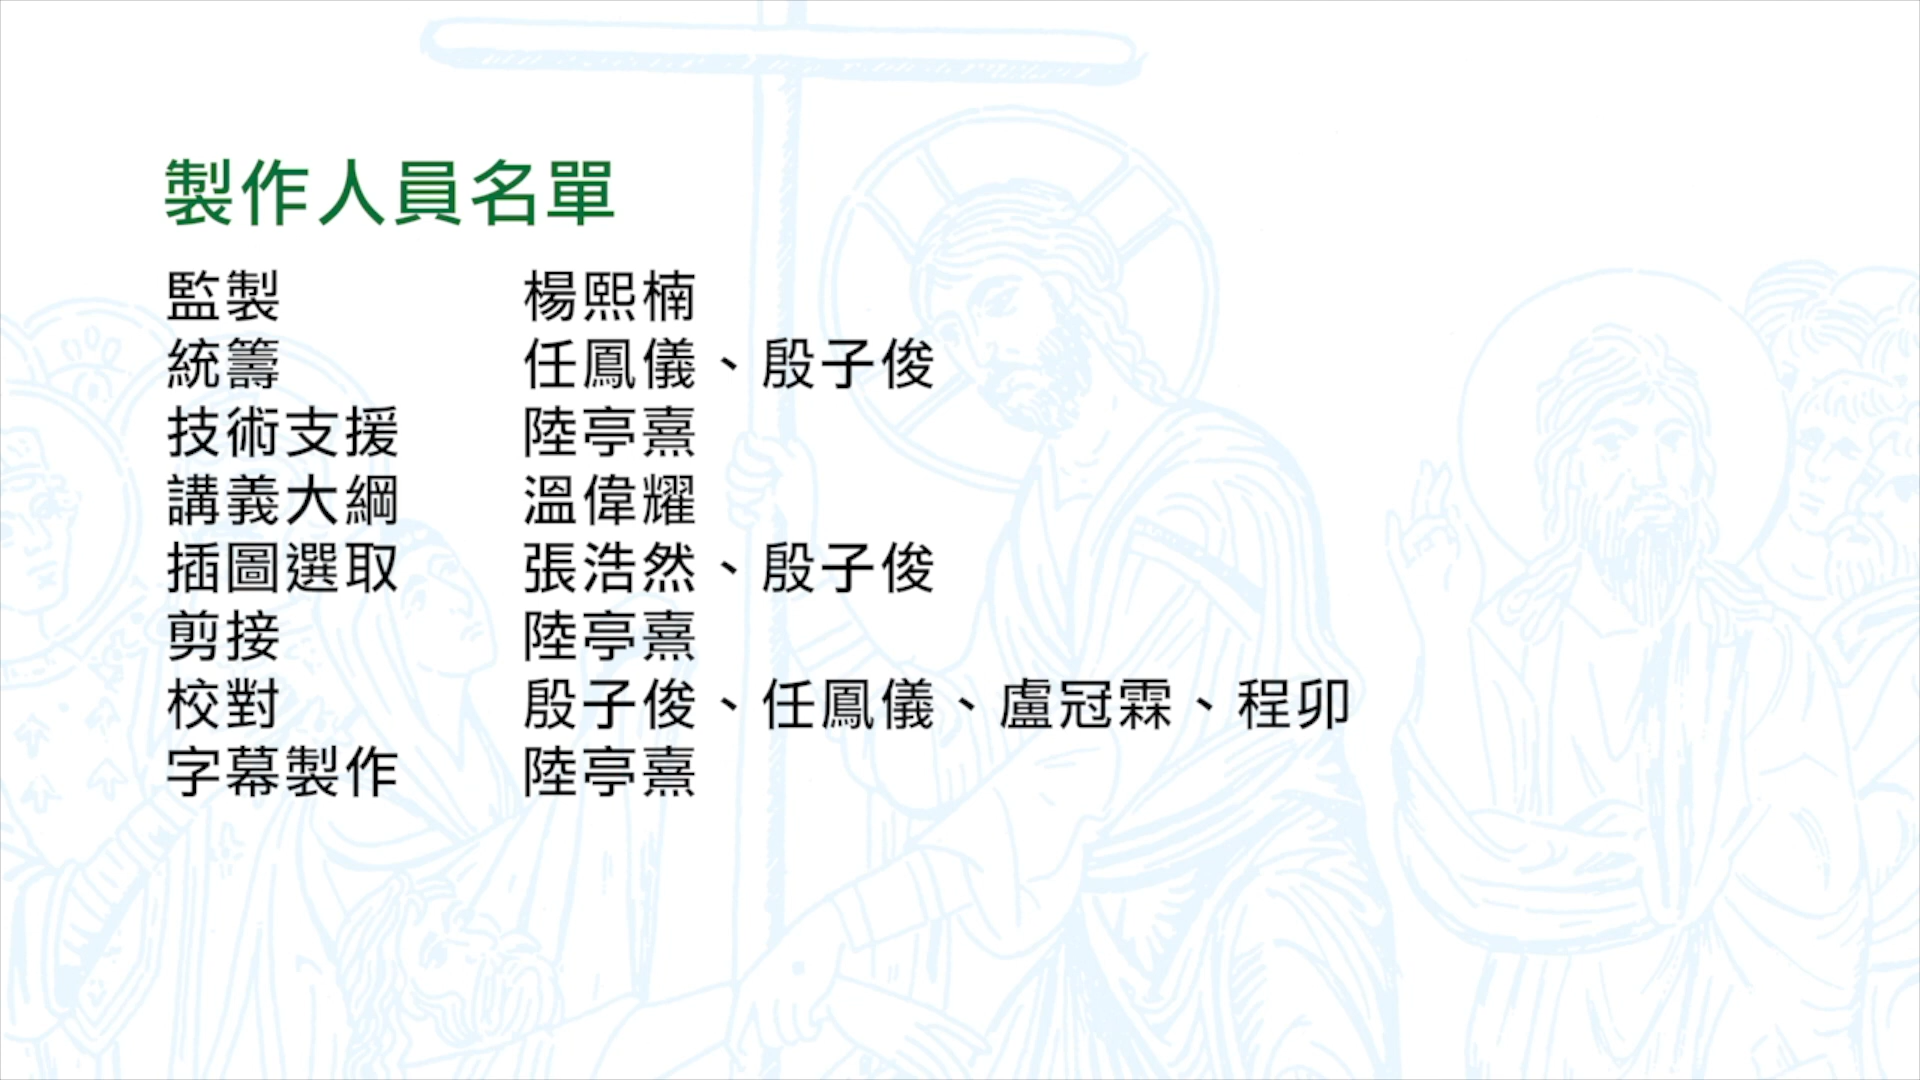 製作人員名單
監製 楊熙楠
統籌 任鳳儀、殷子俊
技術支援 陸亭熹
講義大綱 溫偉耀
插圖選取 張浩然、殷子俊
剪接 陸亭熹
校對 殷子俊、任鳳儀、盧冠霖、程卯
字幕製作 陸亭熹